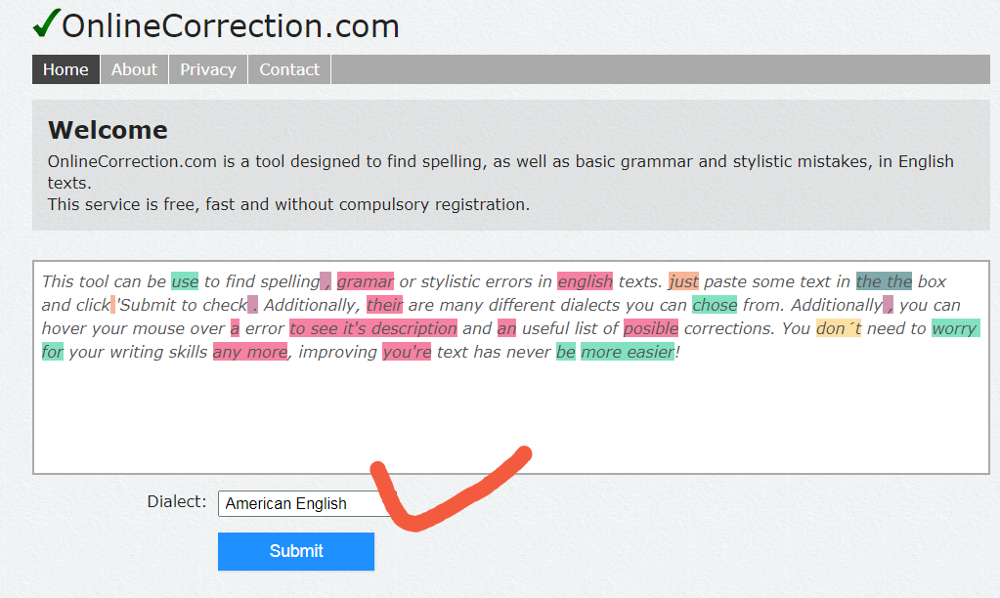 OnlineCorrection.com
Home About Privacy Contact
Welcome
OnlineCorrection.com is a tool designed to find spelling, as well as basic grammar and stylistic mistakes, in English
texts.
This service is free, fast and without compulsory registration.
This tool can be use to find spelling , gramar or stylistic errors in english texts. just paste some text in the the box
and click 'Submit to check . Additionally, their are many different dialects you can chose from. Additionally , you can
hover your mouse over a error to see it's description and an useful list of posible corrections. You don´t need to worry
for your writing skills any more, improving you're text has never be more easier!
Dialect: American English
Submit